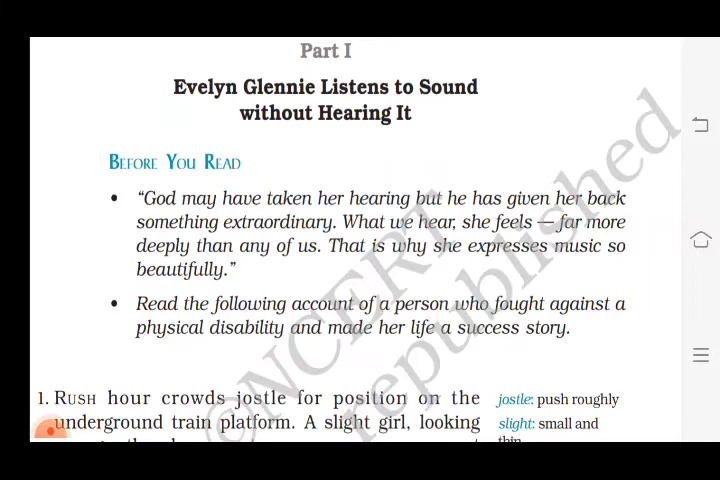 Part I
Evelyn Glennie Listens to Sound
without Hearing It
BEFORE YOU READ
• “God may have taken her hearing but he has given her back
something extraordinary. What we hear, she feels — far more
deeply than any of us. That is why she expresses music so
beautifully.”
• Read the following account of a person who fought against a
physical disability and made her life a success story.
1. RUSH hour crowds jostle for position on the
underground train platform. A slight girl, looking
jostle: push roughly
slight: small and
thin
©NCERT
republished